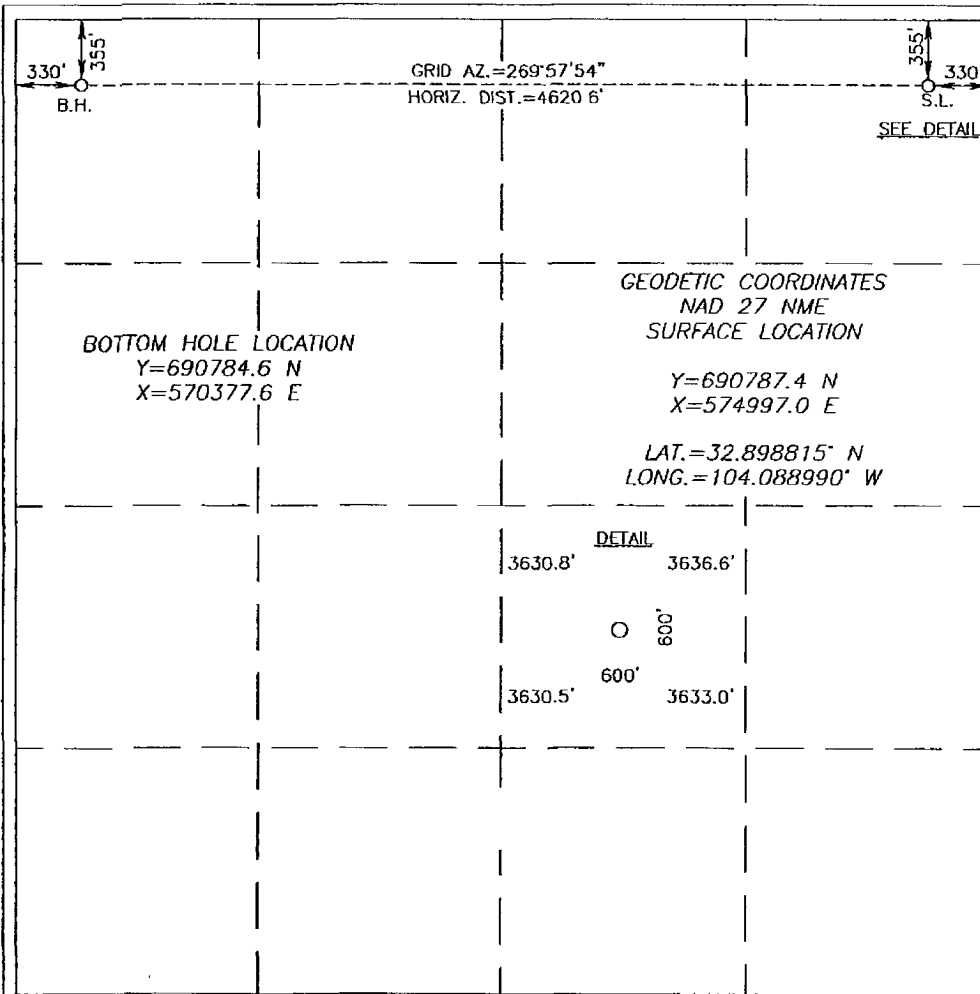 355'
355'
330'
GRID AZ.=269°57'54"
330
B.H.
HORIZ. DIST.=4620 6'
S.L.
SEE DETAIL
GEODETIC COORDINATES
NAD 27 NME
SURFACE LOCATION
BOTTOM HOLE LOCATION
Y=690784.6 N
X=570377.6 E
Y=690787.4 N
X=574997.0 E
LAT.=32.898815° N
LONG.=104.088990° W
DETAIL
3630.8' 3636.6'
600'
600'
3630.5' 3633.0'